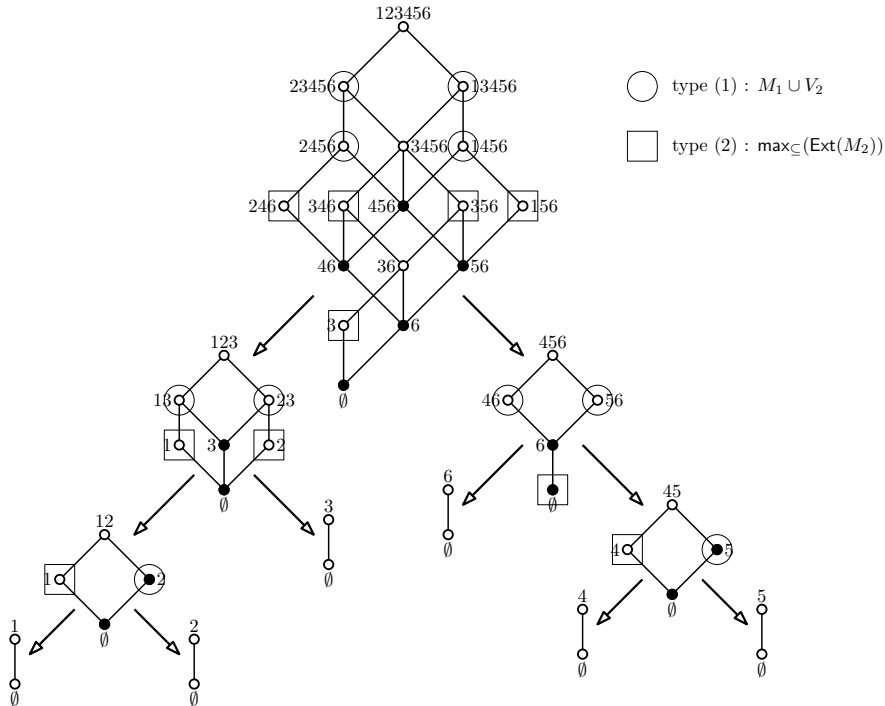 123456
23456 13456
type (1) : M₁ ∪ V₂
2456 3456 1456
type (2) : max⊆(Ext(M₂))
246 346 456 356 156
46 36 56
3 6
123 456
∅
13 23 46 56
1 3 2 6
6
∅ ∅
3 45
12
∅
4 5
1 2
∅
4 5
∅
∅
1 2
∅ ∅
∅ ∅